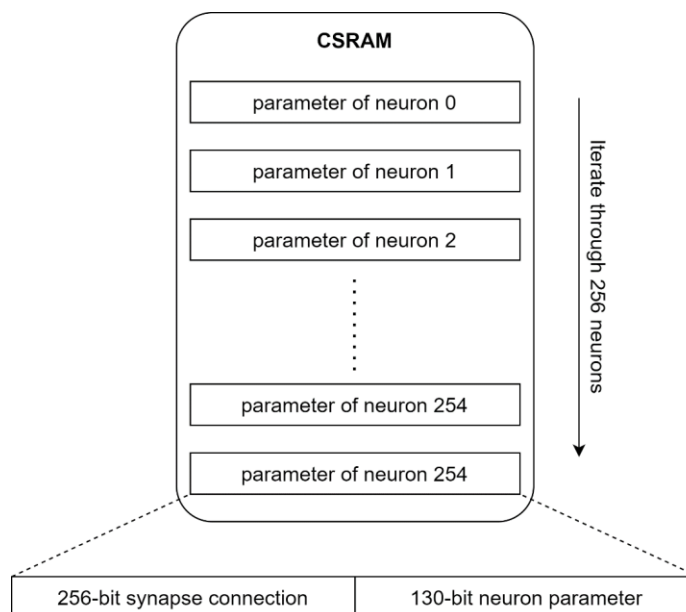 CSRAM
parameter of neuron 0
parameter of neuron 1
parameter of neuron 2
parameter of neuron 254
parameter of neuron 254
Iterate through 256 neurons
256-bit synapse connection
130-bit neuron parameter